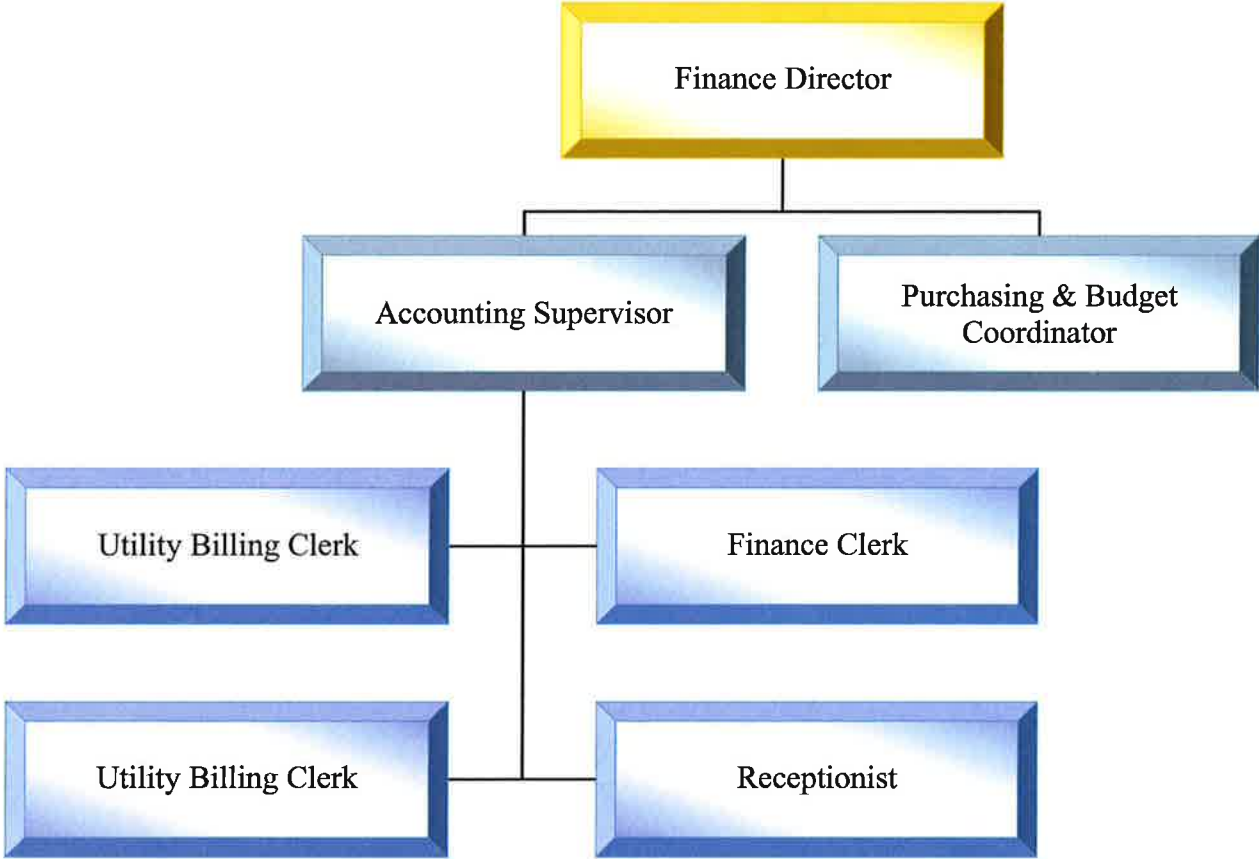 Finance Director
Accounting Supervisor
Purchasing & Budget
Coordinator
Utility Billing Clerk
Finance Clerk
Utility Billing Clerk
Receptionist